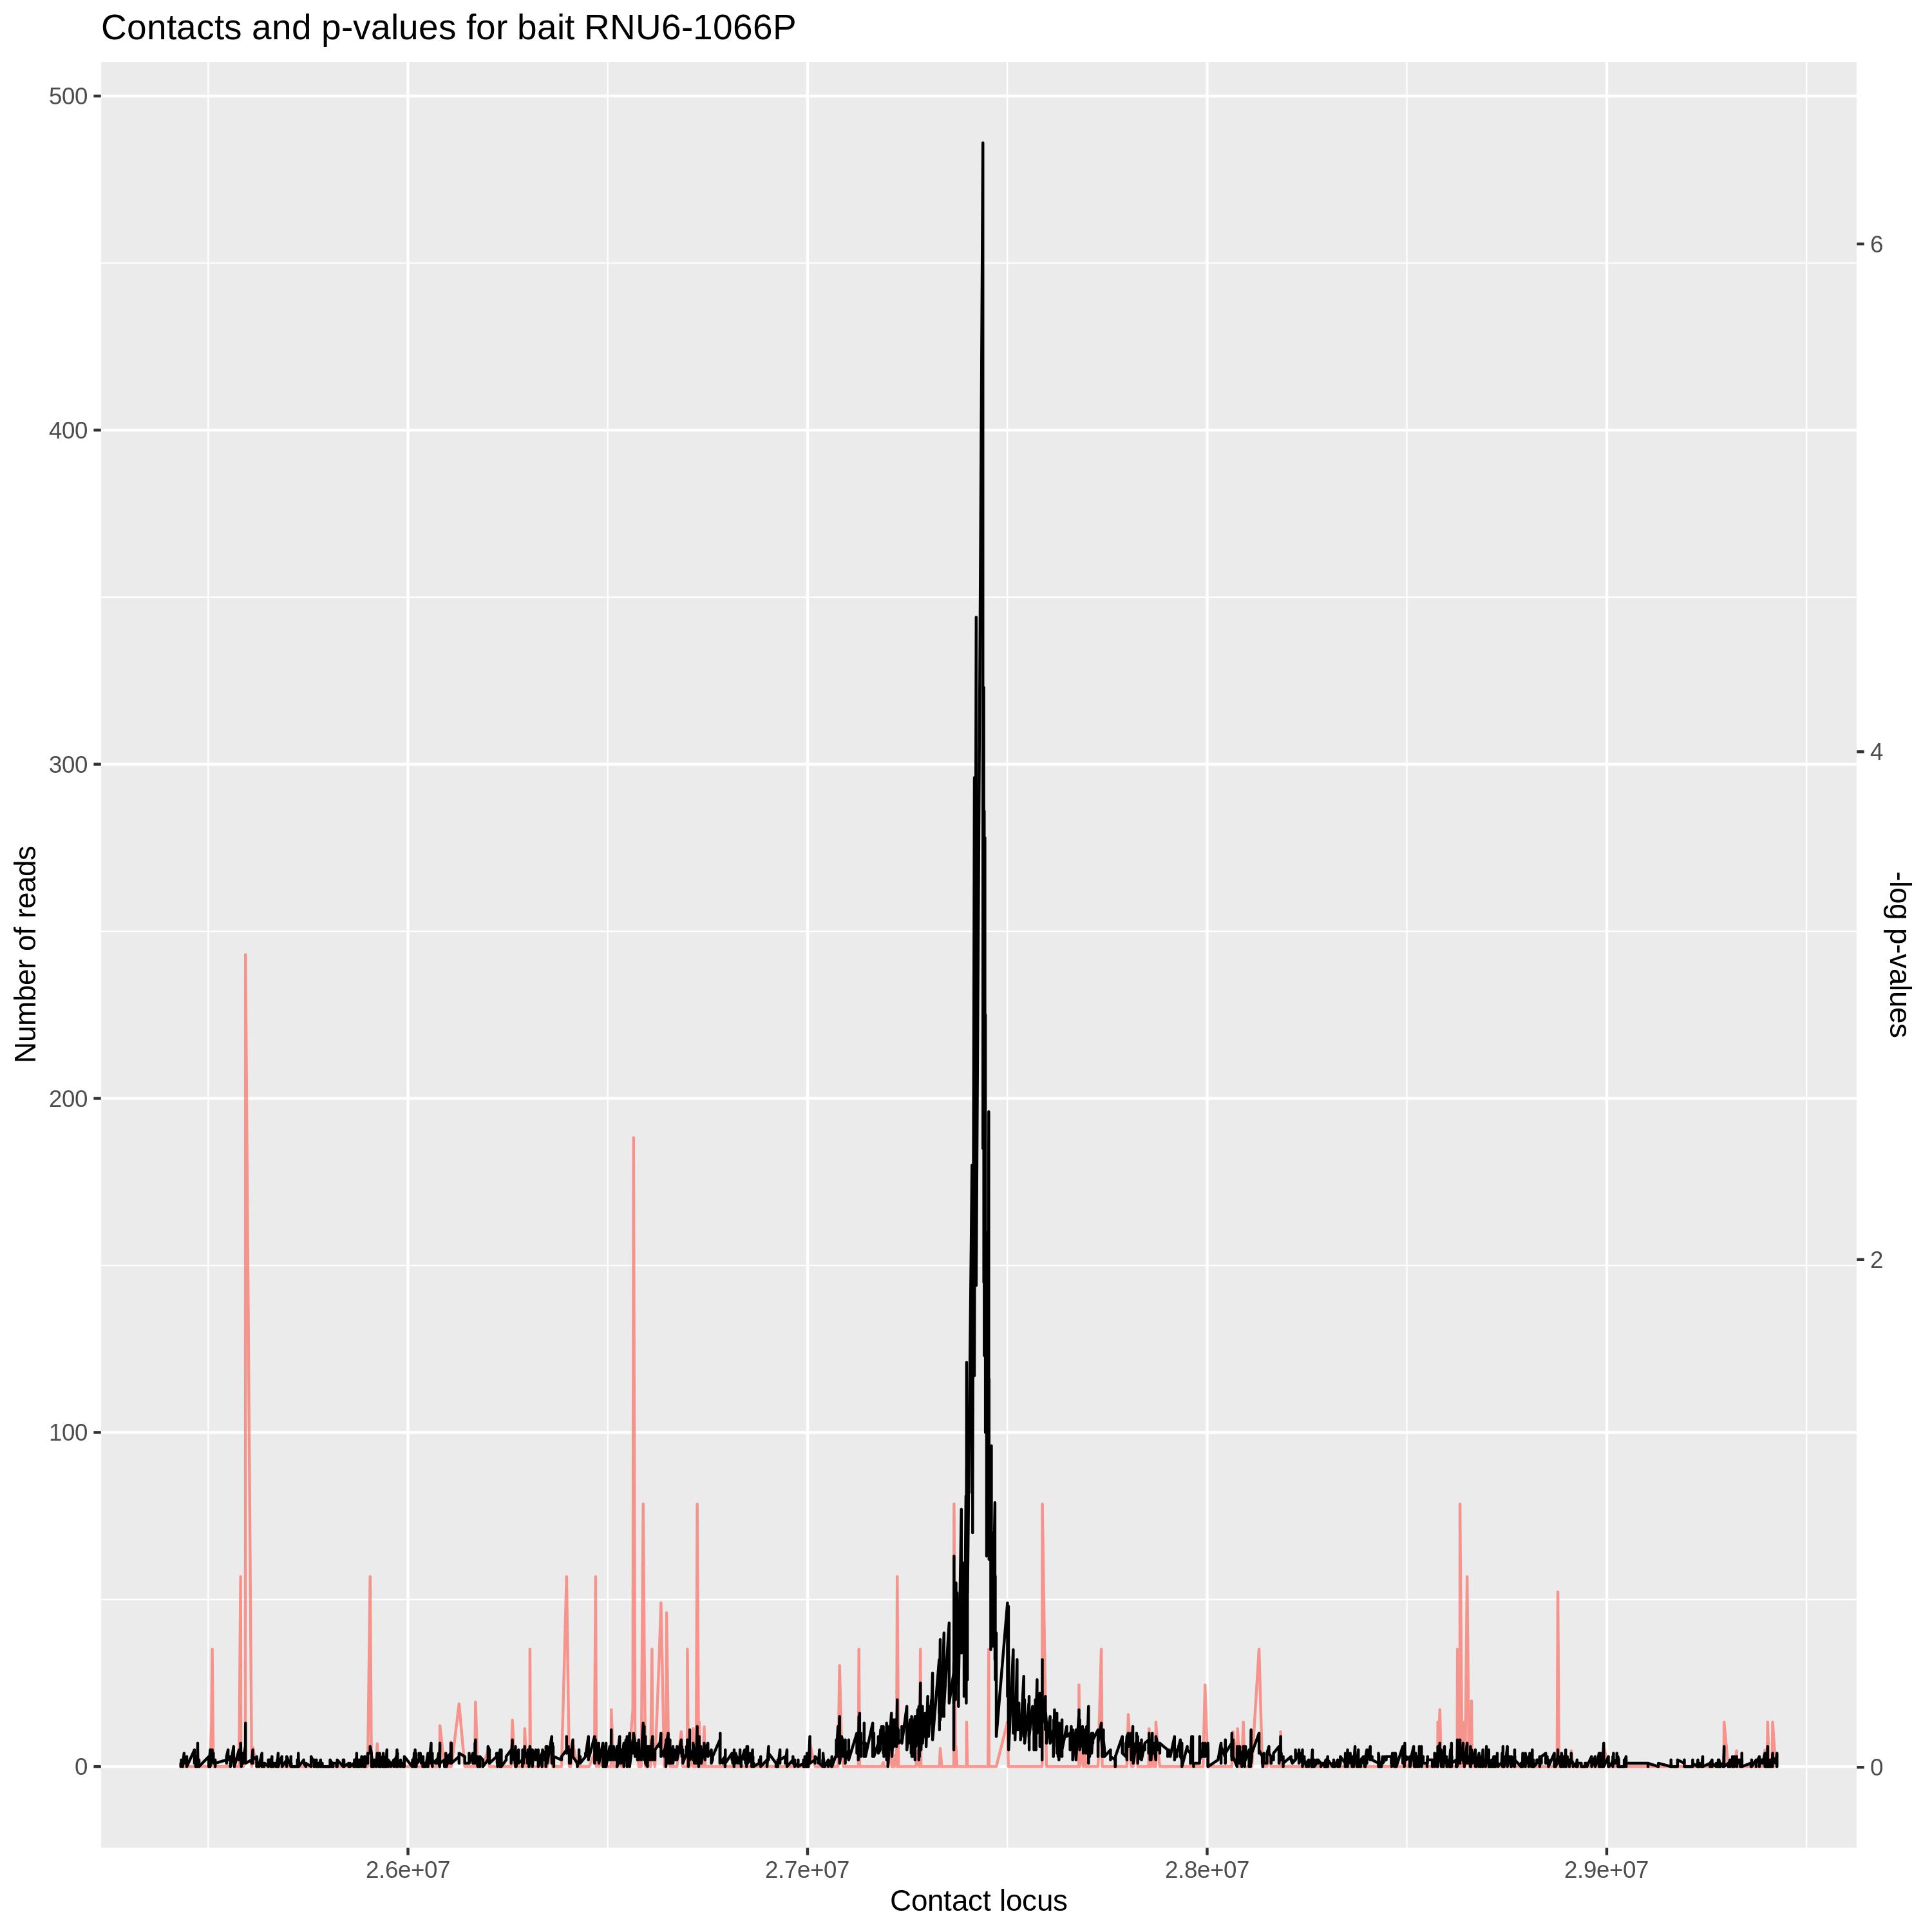 Contacts and p-values for bait RNU6-1066P
500
400
300
200
100
0
Number of reads
6
4
2
0
-log p-values
2.6e+07
2.7e+07
2.8e+07
2.9e+07
Contact locus